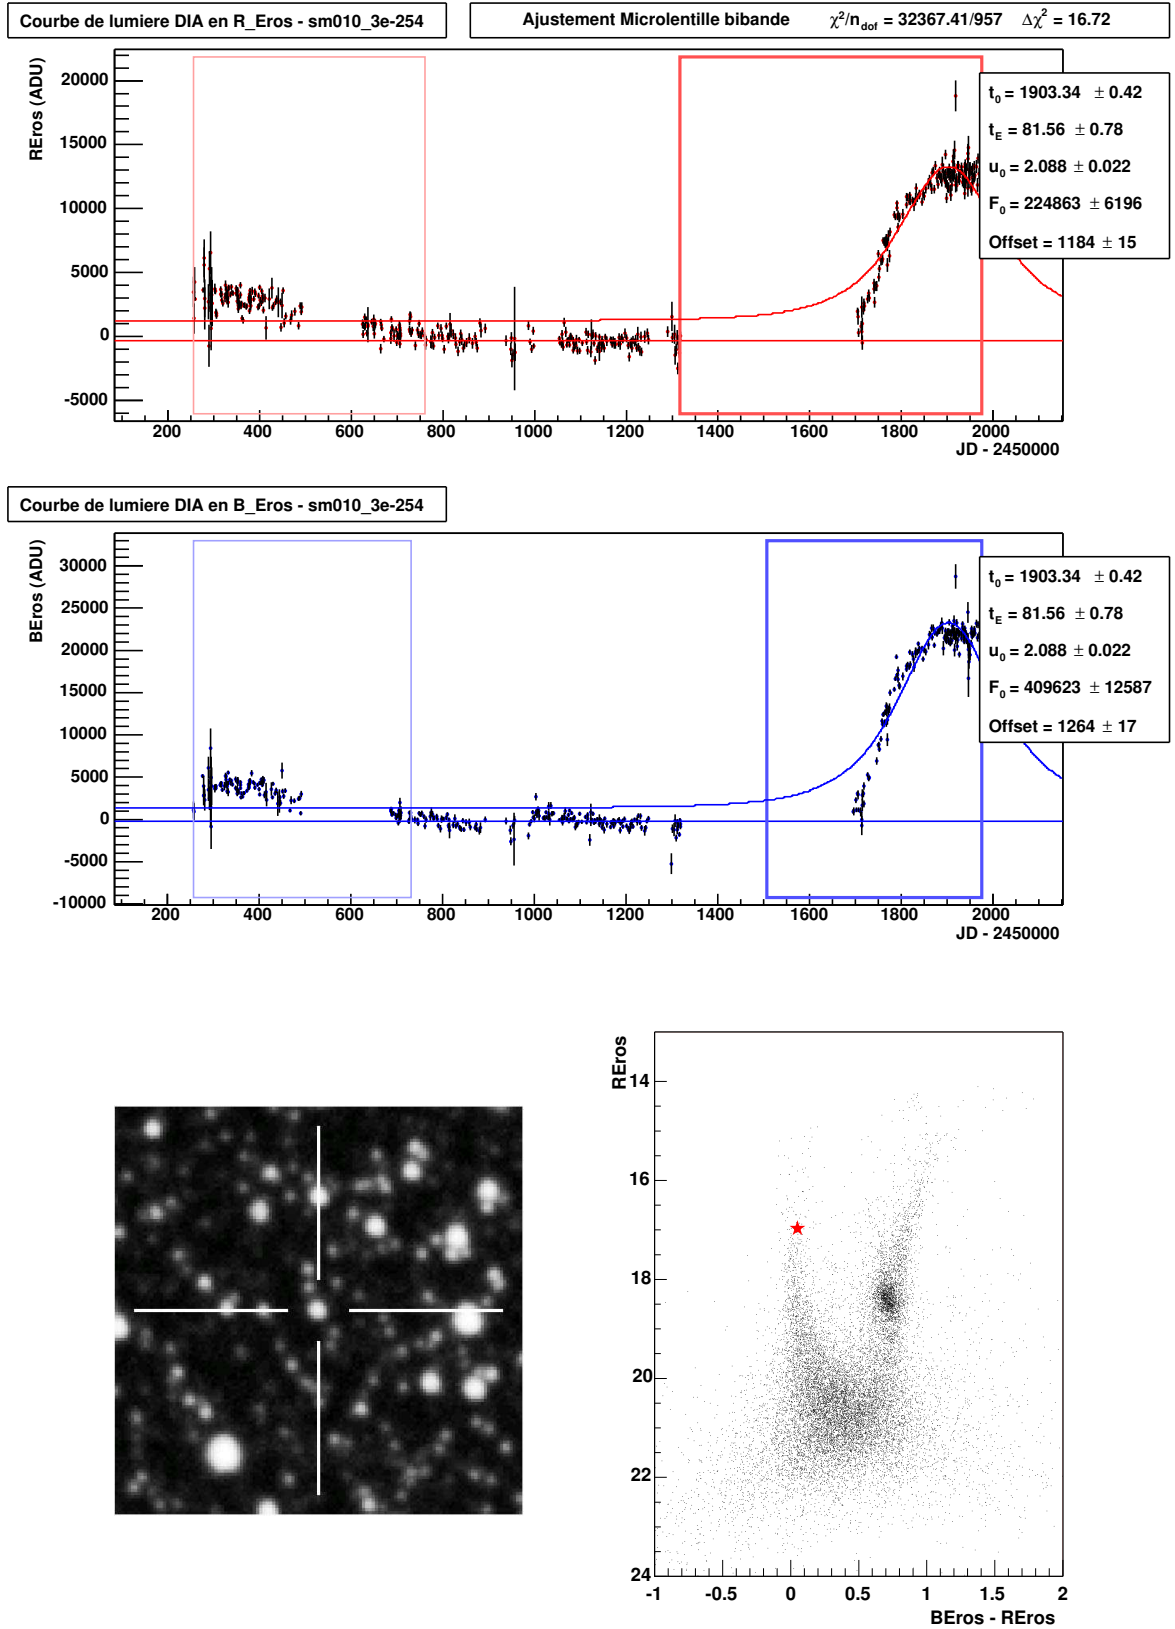 Courbe de lumiere DIA en R_Eros - sm010_3e-254
Ajustement Microlentille bibande χ²/n_dof = 32367.41/957 Δχ² = 16.72
REros (ADU)
20000
15000
10000
5000
0
-5000
t_0 = 1903.34 ± 0.42
t_E = 81.56 ± 0.78
u_0 = 2.088 ± 0.022
F_0 = 224863 ± 6196
Offset = 1184 ± 15
200 400 600 800 1000 1200 1400 1600 1800 2000
JD - 2450000
Courbe de lumiere DIA en B_Eros - sm010_3e-254
BEros (ADU)
30000
25000
20000
15000
10000
5000
0
-5000
-10000
t_0 = 1903.34 ± 0.42
t_E = 81.56 ± 0.78
u_0 = 2.088 ± 0.022
F_0 = 409623 ± 12587
Offset = 1264 ± 17
200 400 600 800 1000 1200 1400 1600 1800 2000
JD - 2450000
REros
14
16
18
20
22
24
-1 -0.5 0 0.5 1 1.5 2
BEros - REros